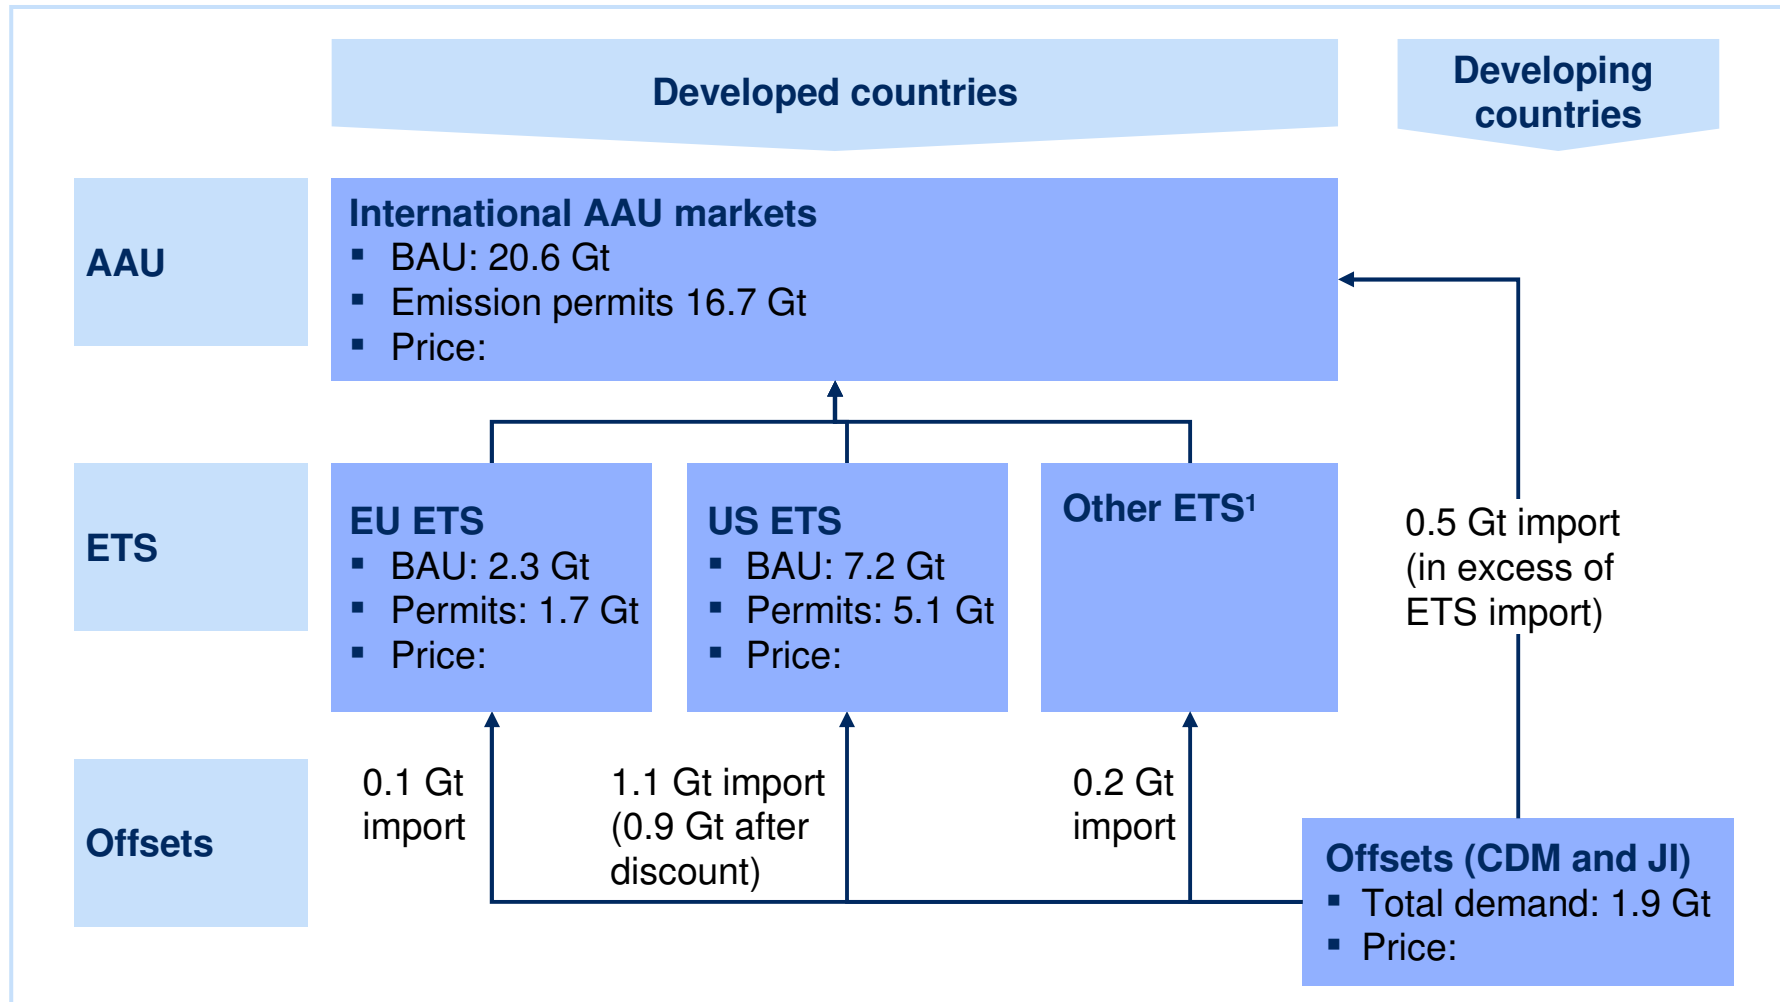 Developed countries
Developing
countries
AAU
International AAU markets
▪ BAU: 20.6 Gt
▪ Emission permits 16.7 Gt
▪ Price:
ETS
EU ETS
▪ BAU: 2.3 Gt
▪ Permits: 1.7 Gt
▪ Price:
US ETS
▪ BAU: 7.2 Gt
▪ Permits: 5.1 Gt
▪ Price:
Other ETS¹
0.5 Gt import
(in excess of
ETS import)
Offsets
0.1 Gt
import
1.1 Gt import
(0.9 Gt after
discount)
0.2 Gt
import
Offsets (CDM and JI)
▪ Total demand: 1.9 Gt
▪ Price: